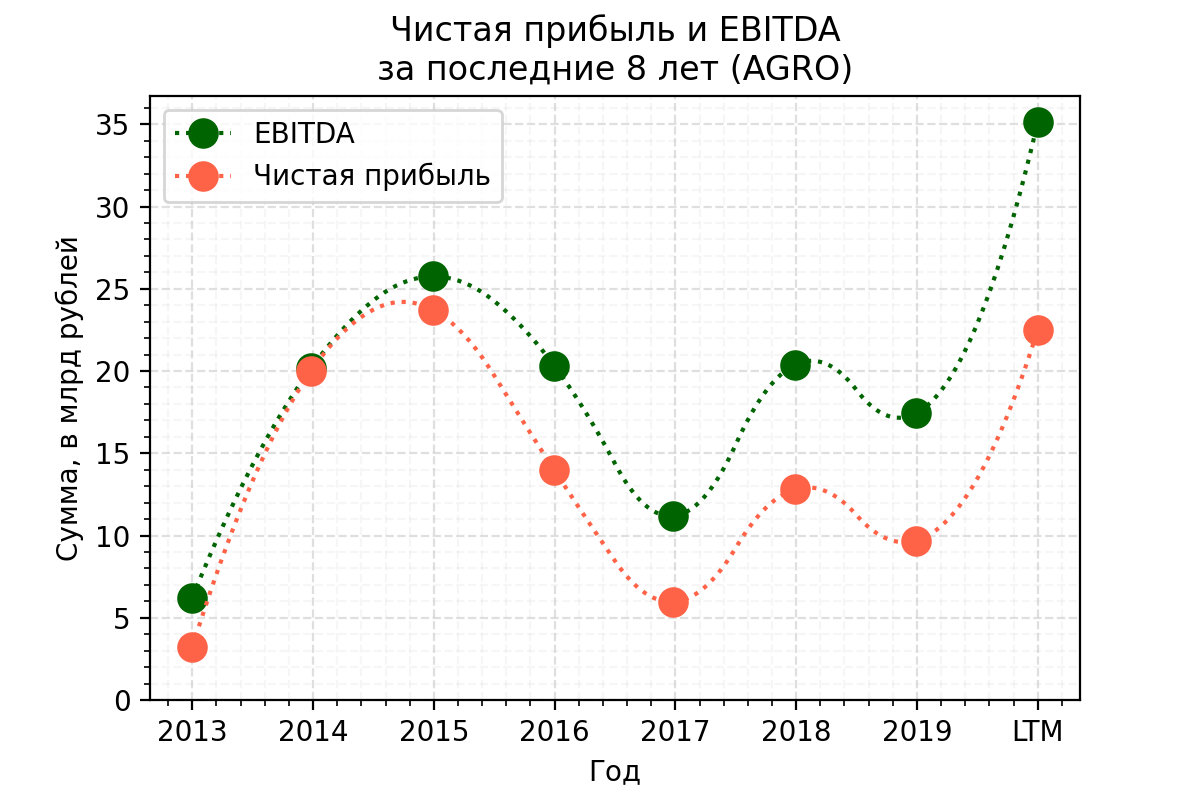 Чистая прибыль и EBITDA
за последние 8 лет (AGRO)
EBITDA
Чистая прибыль
Сумма, в млрд рублей
35
30
25
20
15
10
5
0
2013 2014 2015 2016 2017 2018 2019 LTM
Год